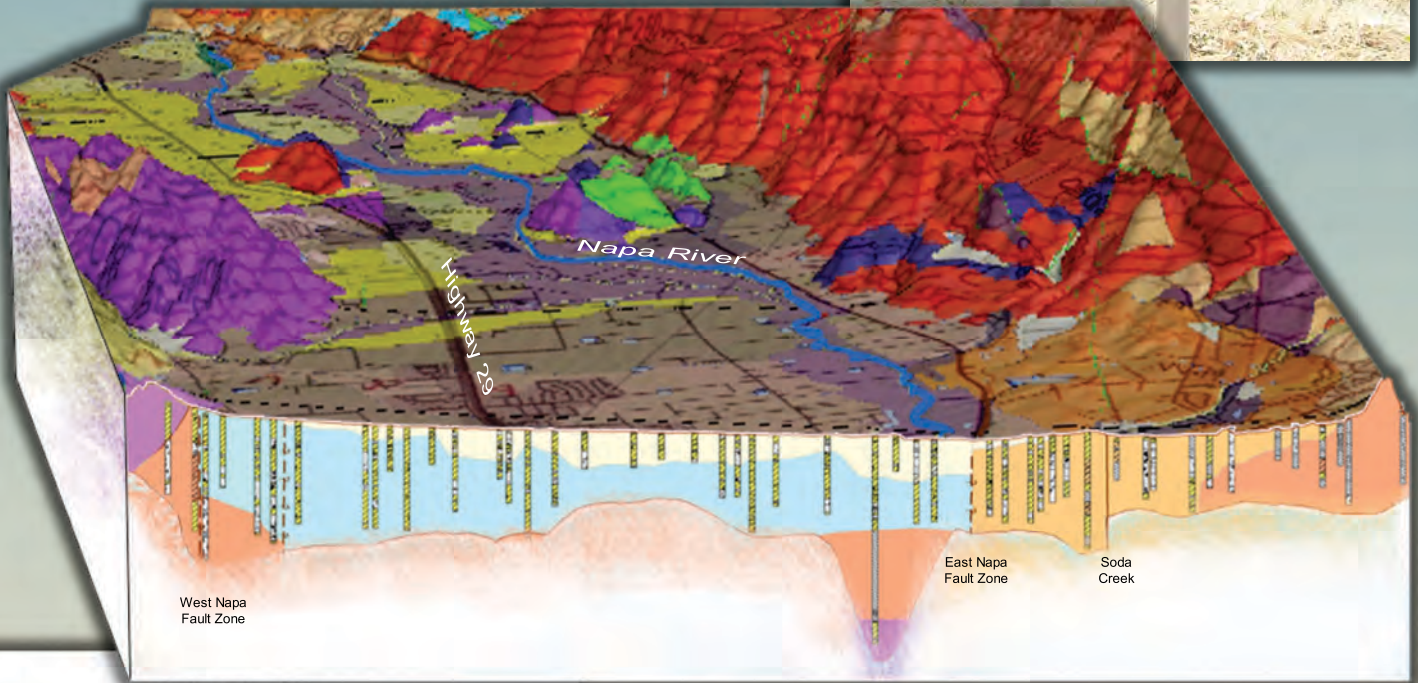 Napa River
Highway 29
East Napa
Fault Zone
Soda
Creek
West Napa
Fault Zone